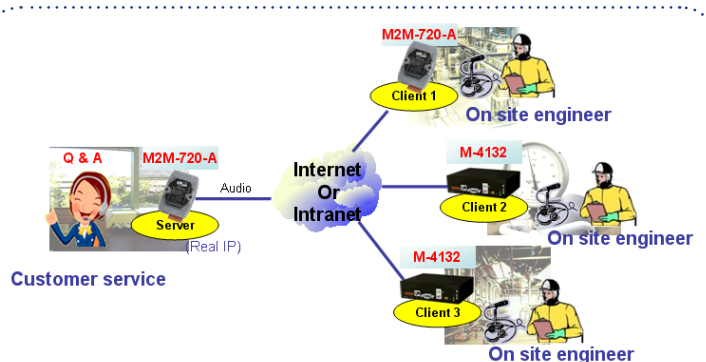 M2M-720-A
Client 1
On site engineer
Q & A
M2M-720-A
Audio
Server
(Real IP)
Customer service
Internet
Or
Intranet
M-4132
Client 2
On site engineer
M-4132
Client 3
On site engineer